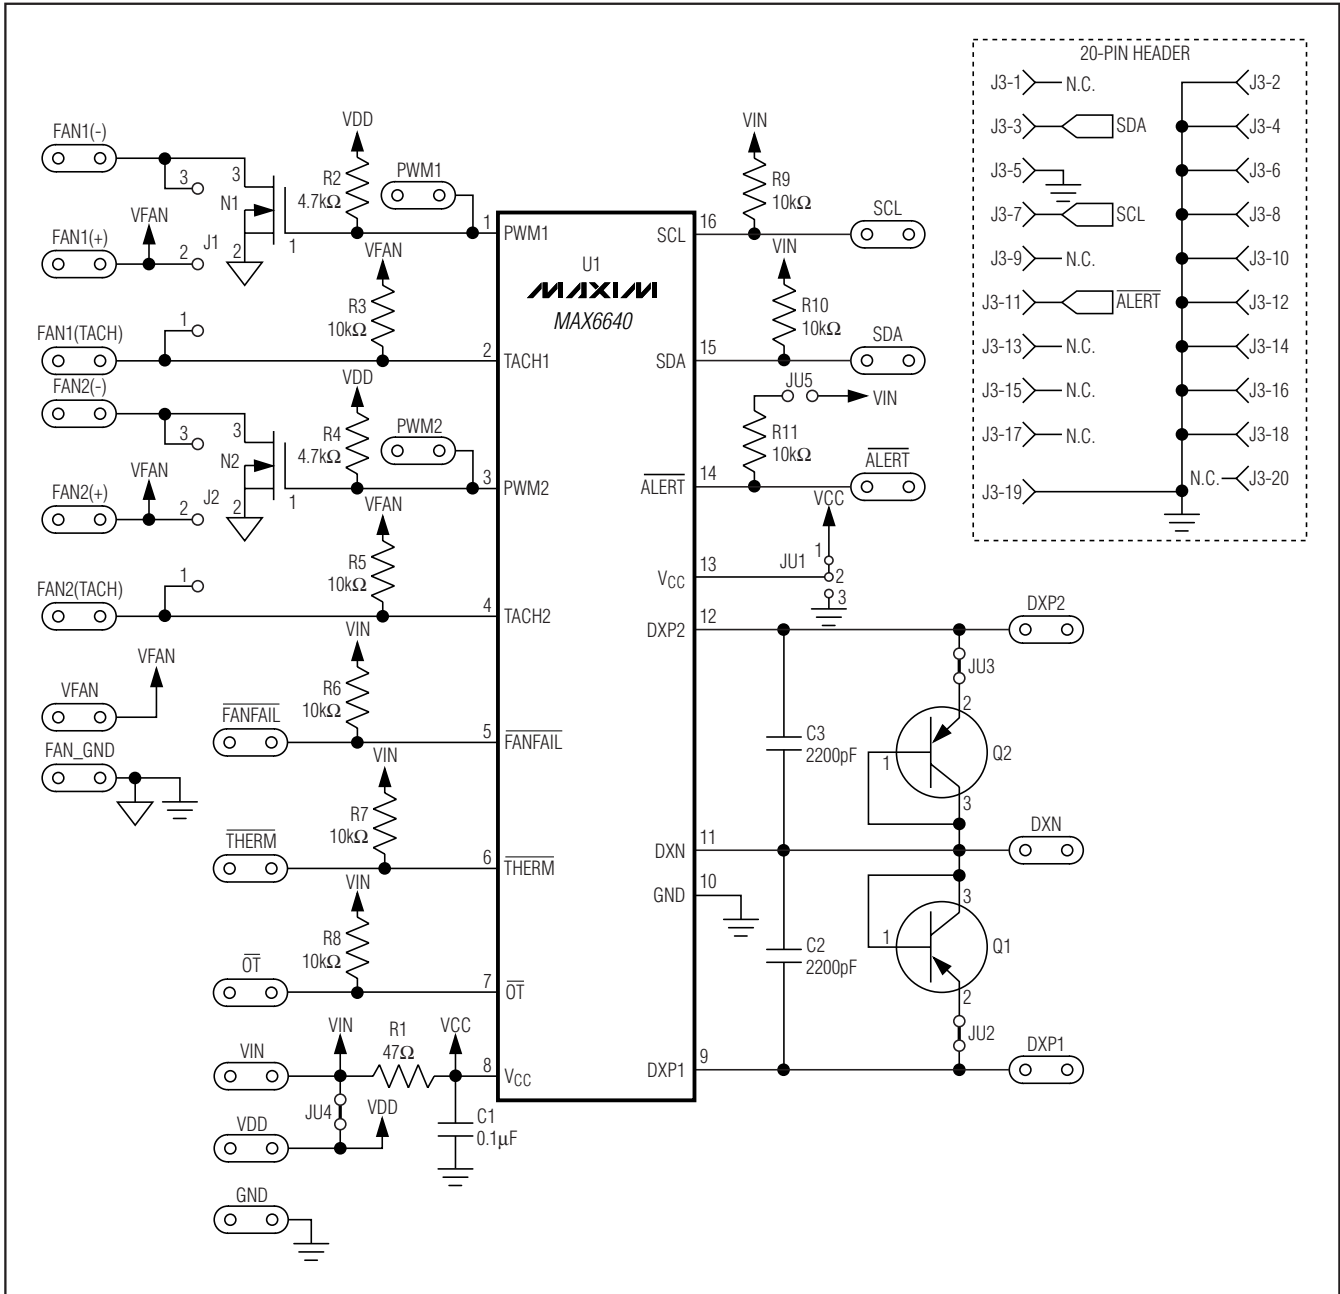 20-PIN HEADER
J3-1 N.C. J3-2
J3-3 SDA J3-4
J3-5 J3-6
J3-7 SCL J3-8
J3-9 N.C. J3-10
J3-11 ALERT J3-12
J3-13 N.C. J3-14
J3-15 N.C. J3-16
J3-17 N.C. J3-18
J3-19 N.C. J3-20
FAN1(-)
3
3
N1
2
1
VFAN
FAN1(+)
2
J1
VDD
R2
4.7kΩ
PWM1
1
PWM1
VFAN
R3
10kΩ
1
FAN1(TACH)
2
TACH1
FAN2(-)
3
3
N2
2
1
VFAN
FAN2(+)
2
J2
VDD
R4
4.7kΩ
PWM2
3
PWM2
VFAN
R5
10kΩ
1
FAN2(TACH)
4
TACH2
VFAN
VFAN
FAN_GND
VIN
R6
10kΩ
FANFAIL
5
FANFAIL
VIN
R7
10kΩ
THERM
6
THERM
VIN
R8
10kΩ
OT
7
OT
VIN
VIN
R1
47Ω
VCC
8
VCC
JU4
VDD
VDD
C1
0.1µF
GND
U1
MAXIM
MAX6640
VIN
R9
10kΩ
SCL
16
SCL
VIN
R10
10kΩ
SDA
15
SDA
JU5
VIN
R11
10kΩ
ALERT
14
ALERT
VCC
1
JU1
2
3
13
VCC
12
DXP2
DXP2
JU3
2
C3
2200pF
1
Q2
3
11
DXN
DXN
10
GND
3
C2
2200pF
1
Q1
2
JU2
9
DXP1
DXP1